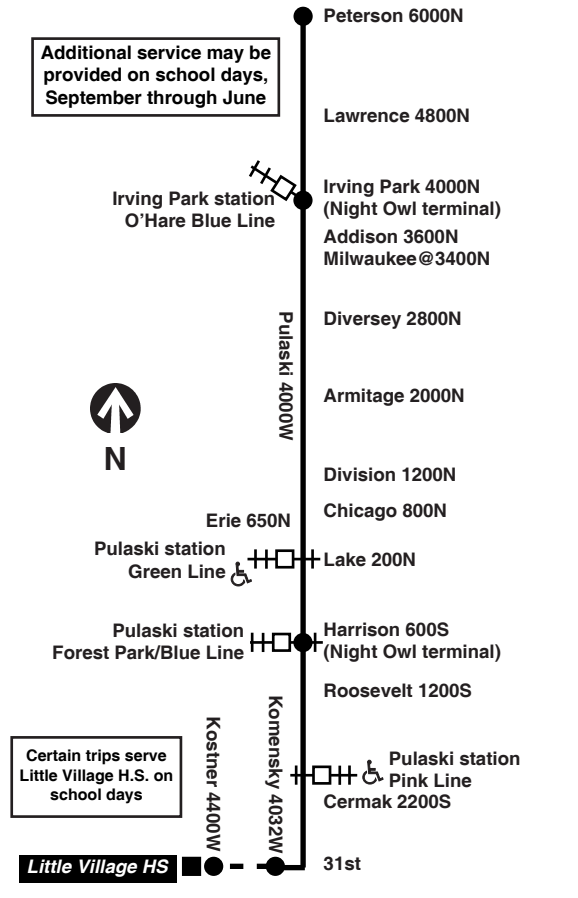 Peterson 6000N
Additional service may be
provided on school days,
September through June
Lawrence 4800N
Irving Park station
O'Hare Blue Line
Irving Park 4000N
(Night Owl terminal)
Addison 3600N
Milwaukee@3400N
Diversey 2800N
Pulaski 4000W
Armitage 2000N
N
Division 1200N
Chicago 800N
Erie 650N
Pulaski station
Green Line
Lake 200N
Pulaski station
Forest Park/Blue Line
Harrison 600S
(Night Owl terminal)
Roosevelt 1200S
Kostner 4400W
Komensky 4032W
Certain trips serve
Little Village H.S. on
school days
Pulaski station
Pink Line
Cermak 2200S
Little Village HS
31st